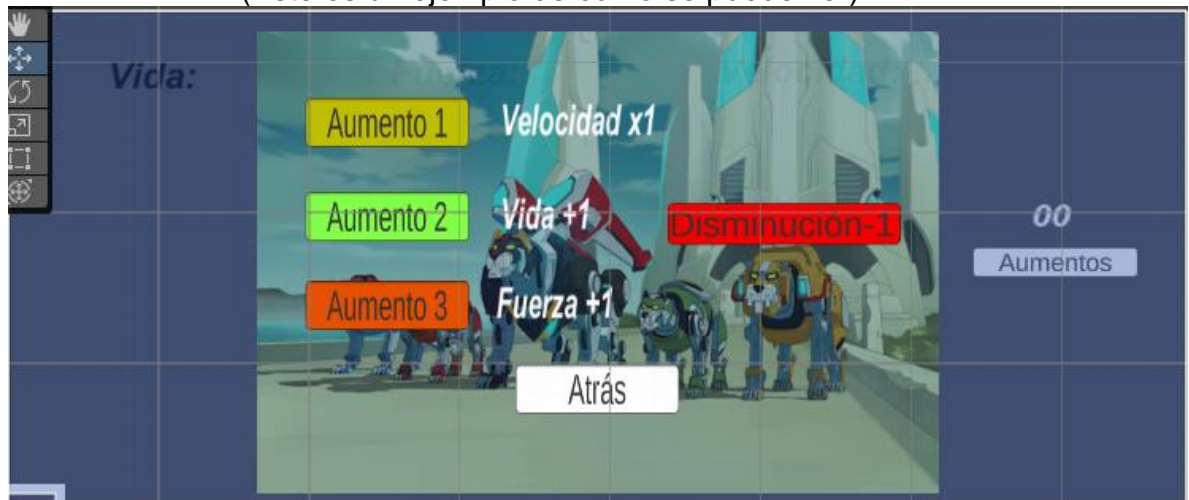 Vida:
Aumento 1 Velocidad x1
Aumento 2 Vida +1 Disminución-1
00
Aumentos
Aumento 3 Fuerza +1
Atrás